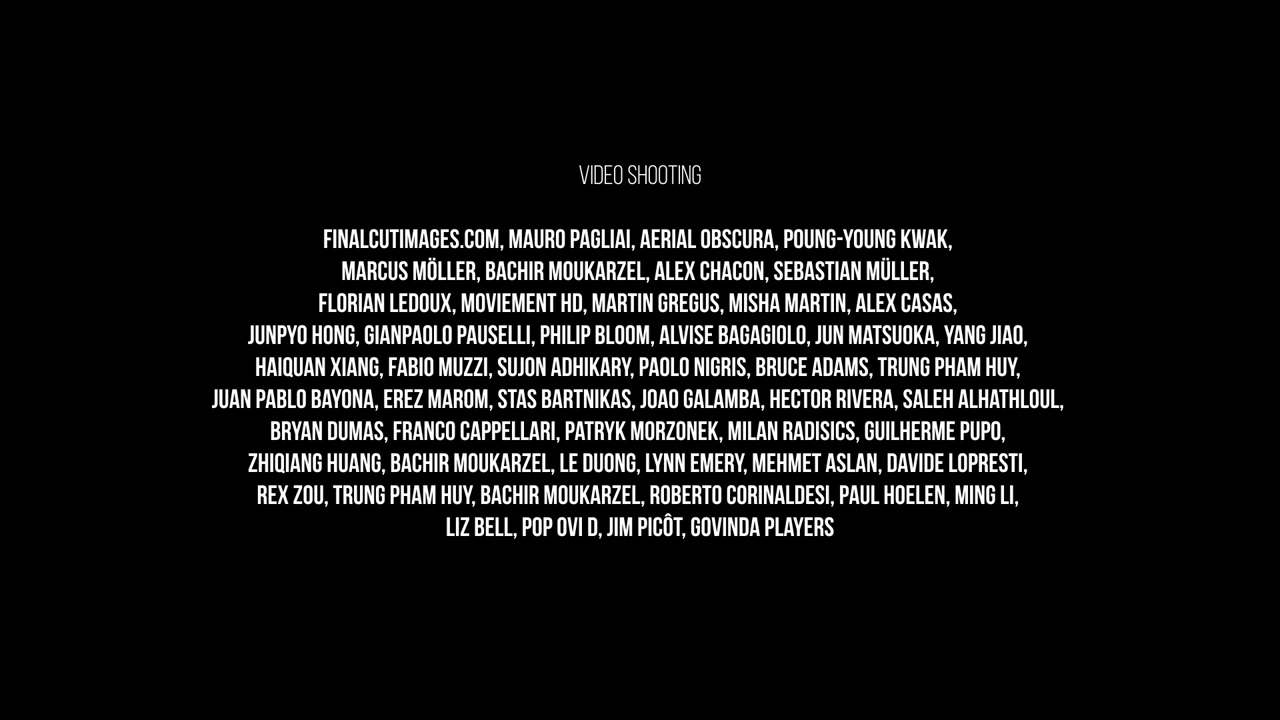 VIDEO SHOOTING
FINALCUTIMAGES.COM, MAURO PAGLIAI, AERIAL OBSCURA, POUNG-YOUNG KWAK,
MARCUS MÖLLER, BACHIR MOUKARZEL, ALEX CHACON, SEBASTIAN MÜLLER,
FLORIAN LEDOUX, MOVIEMENT HD, MARTIN GREGUS, MISHA MARTIN, ALEX CASAS,
JUNPYO HONG, GIANPAOLO PAUSELLI, PHILIP BLOOM, ALVISE BAGAGIOLO, JUN MATSUOKA, YANG JIAO,
HAIQUAN XIANG, FABIO MUZZI, SUJON ADHIKARY, PAOLO NIGRIS, BRUCE ADAMS, TRUNG PHAM HUY,
JUAN PABLO BAYONA, EREZ MAROM, STAS BARTNIKAS, JOAO GALAMBA, HECTOR RIVERA, SALEH ALHATHLOUL,
BRYAN DUMAS, FRANCO CAPPELLARI, PATRYK MORZONEK, MILAN RADISICS, GUILHERME PUPO,
ZHIQIANG HUANG, BACHIR MOUKARZEL, LE DUONG, LYNN EMERY, MEHMET ASLAN, DAVIDE LOPRESTI,
REX ZOU, TRUNG PHAM HUY, BACHIR MOUKARZEL, ROBERTO CORINALDESI, PAUL HOELEN, MING LI,
LIZ BELL, POP OVI D, JIM PICÔT, GOVINDA PLAYERS